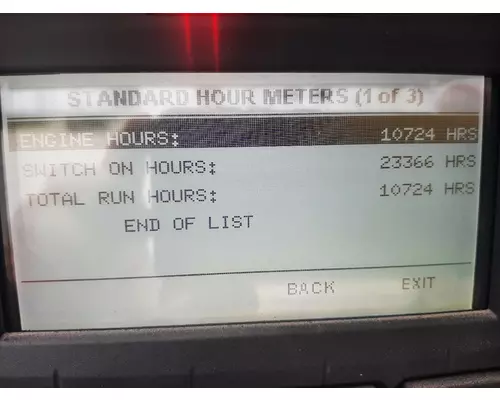 STANDARD HOUR METERS (1 of 3)
ENGINE HOURS: 10724 HRS
SWITCH ON HOURS: 23366 HRS
TOTAL RUN HOURS: 10724 HRS
END OF LIST
BACK EXIT